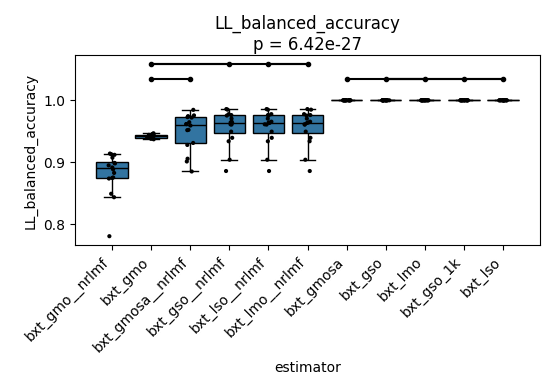 LL_balanced_accuracy
p = 6.42e-27
LL_balanced_accuracy
1.0
0.9
0.8
bxt_gmo__nrlmf
bxt_gmo
bxt_gmosa__nrlmf
bxt_gso__nrlmf
bxt_lso__nrlmf
bxt_lmo__nrlmf
bxt_gmosa
bxt_gso
bxt_lmo
bxt_gso_1k
bxt_lso
estimator